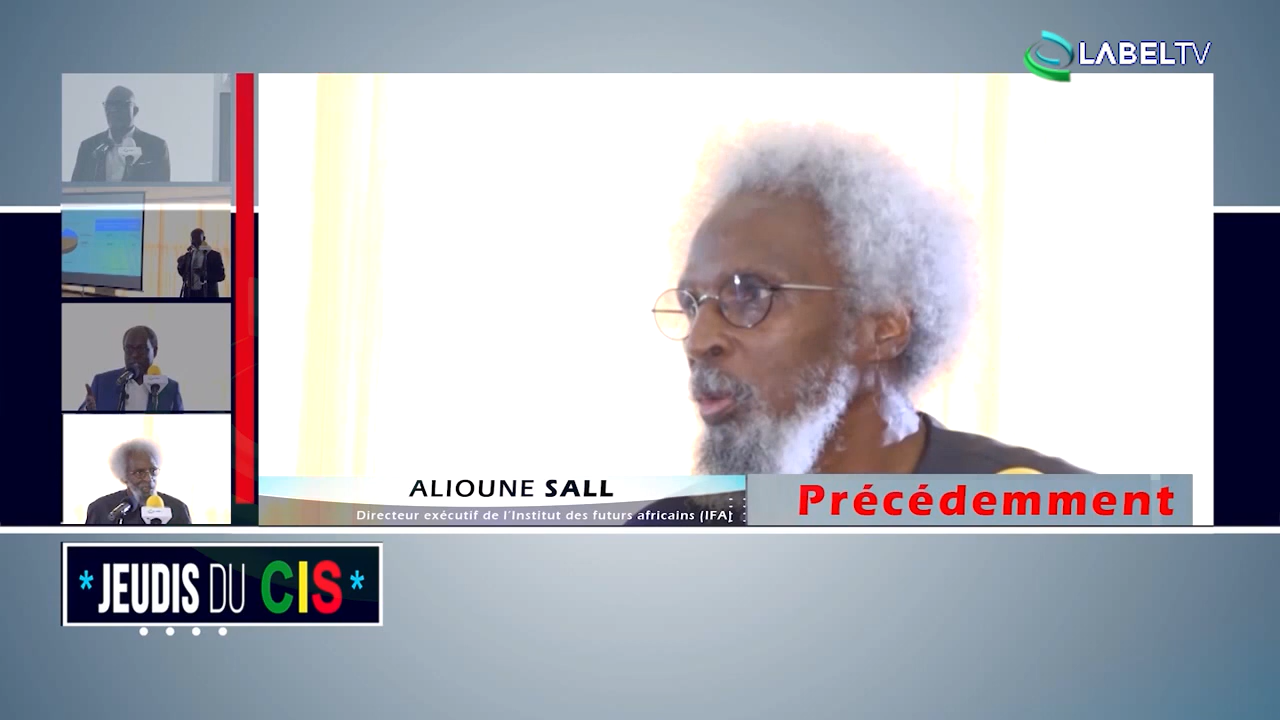 LABELTV
ALIOUNE SALL
Directeur exécutif de l'Institut des futurs africains (IFA)
Précédemment
*JEUDIS DU CIS*